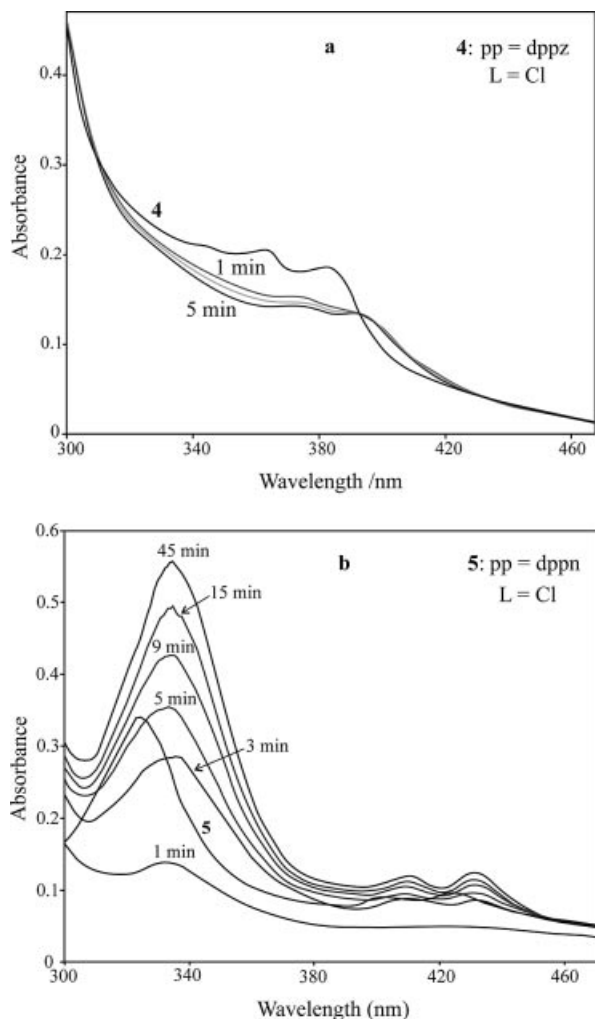 a
4: pp = dppz
L = Cl
0.4
0.3
0.2
0.1
0
Absorbance
4
1 min
5 min
300
340
380
420
460
Wavelength /nm
b
5: pp = dppn
L = Cl
0.6
0.5
0.4
0.3
0.2
0.1
0
Absorbance
45 min
15 min
9 min
5 min
3 min
5
1 min
300
340
380
420
460
Wavelength (nm)